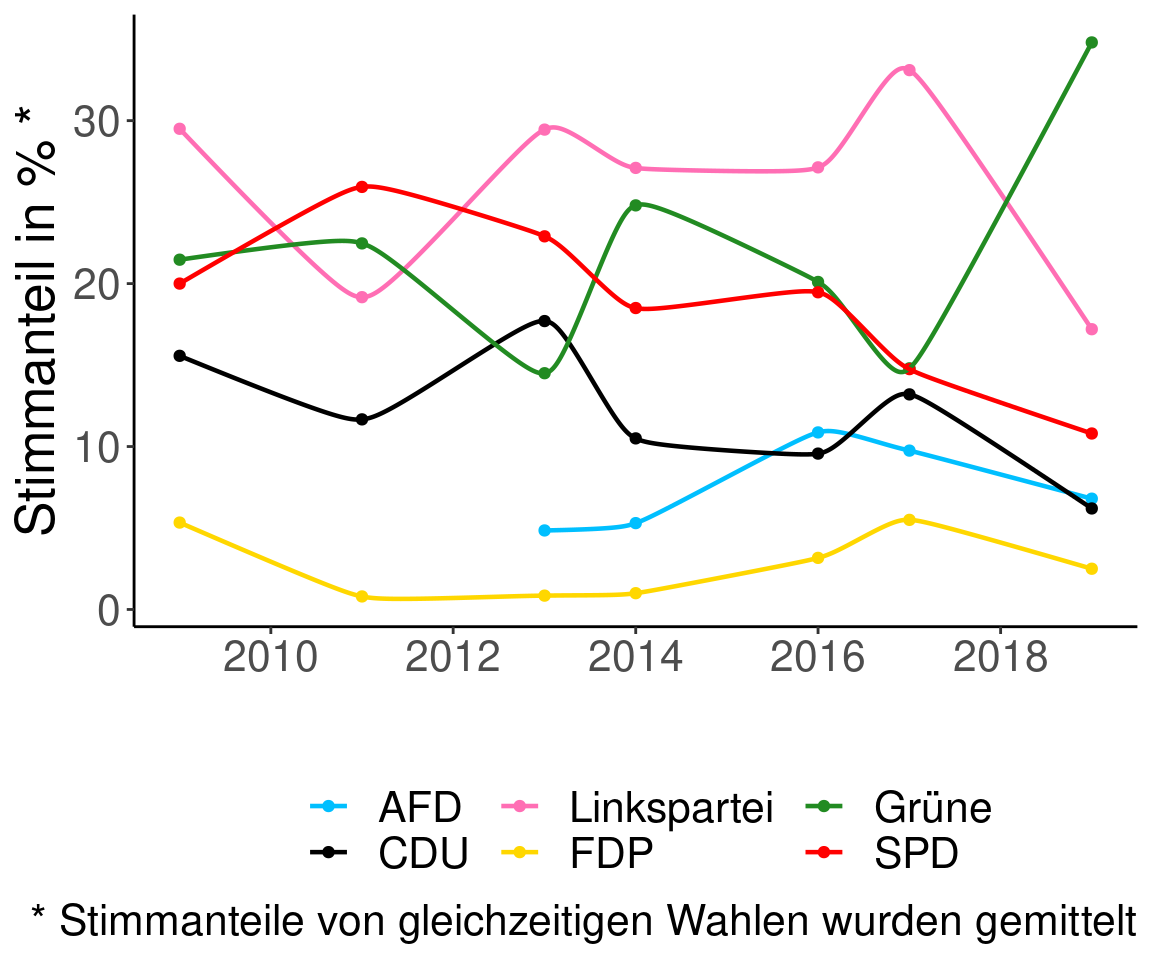 Stimmanteil in % *
30
20
10
0
2010 2012 2014 2016 2018
AFD Linkspartei Grüne
CDU FDP SPD
* Stimmanteile von gleichzeitigen Wahlen wurden gemittelt